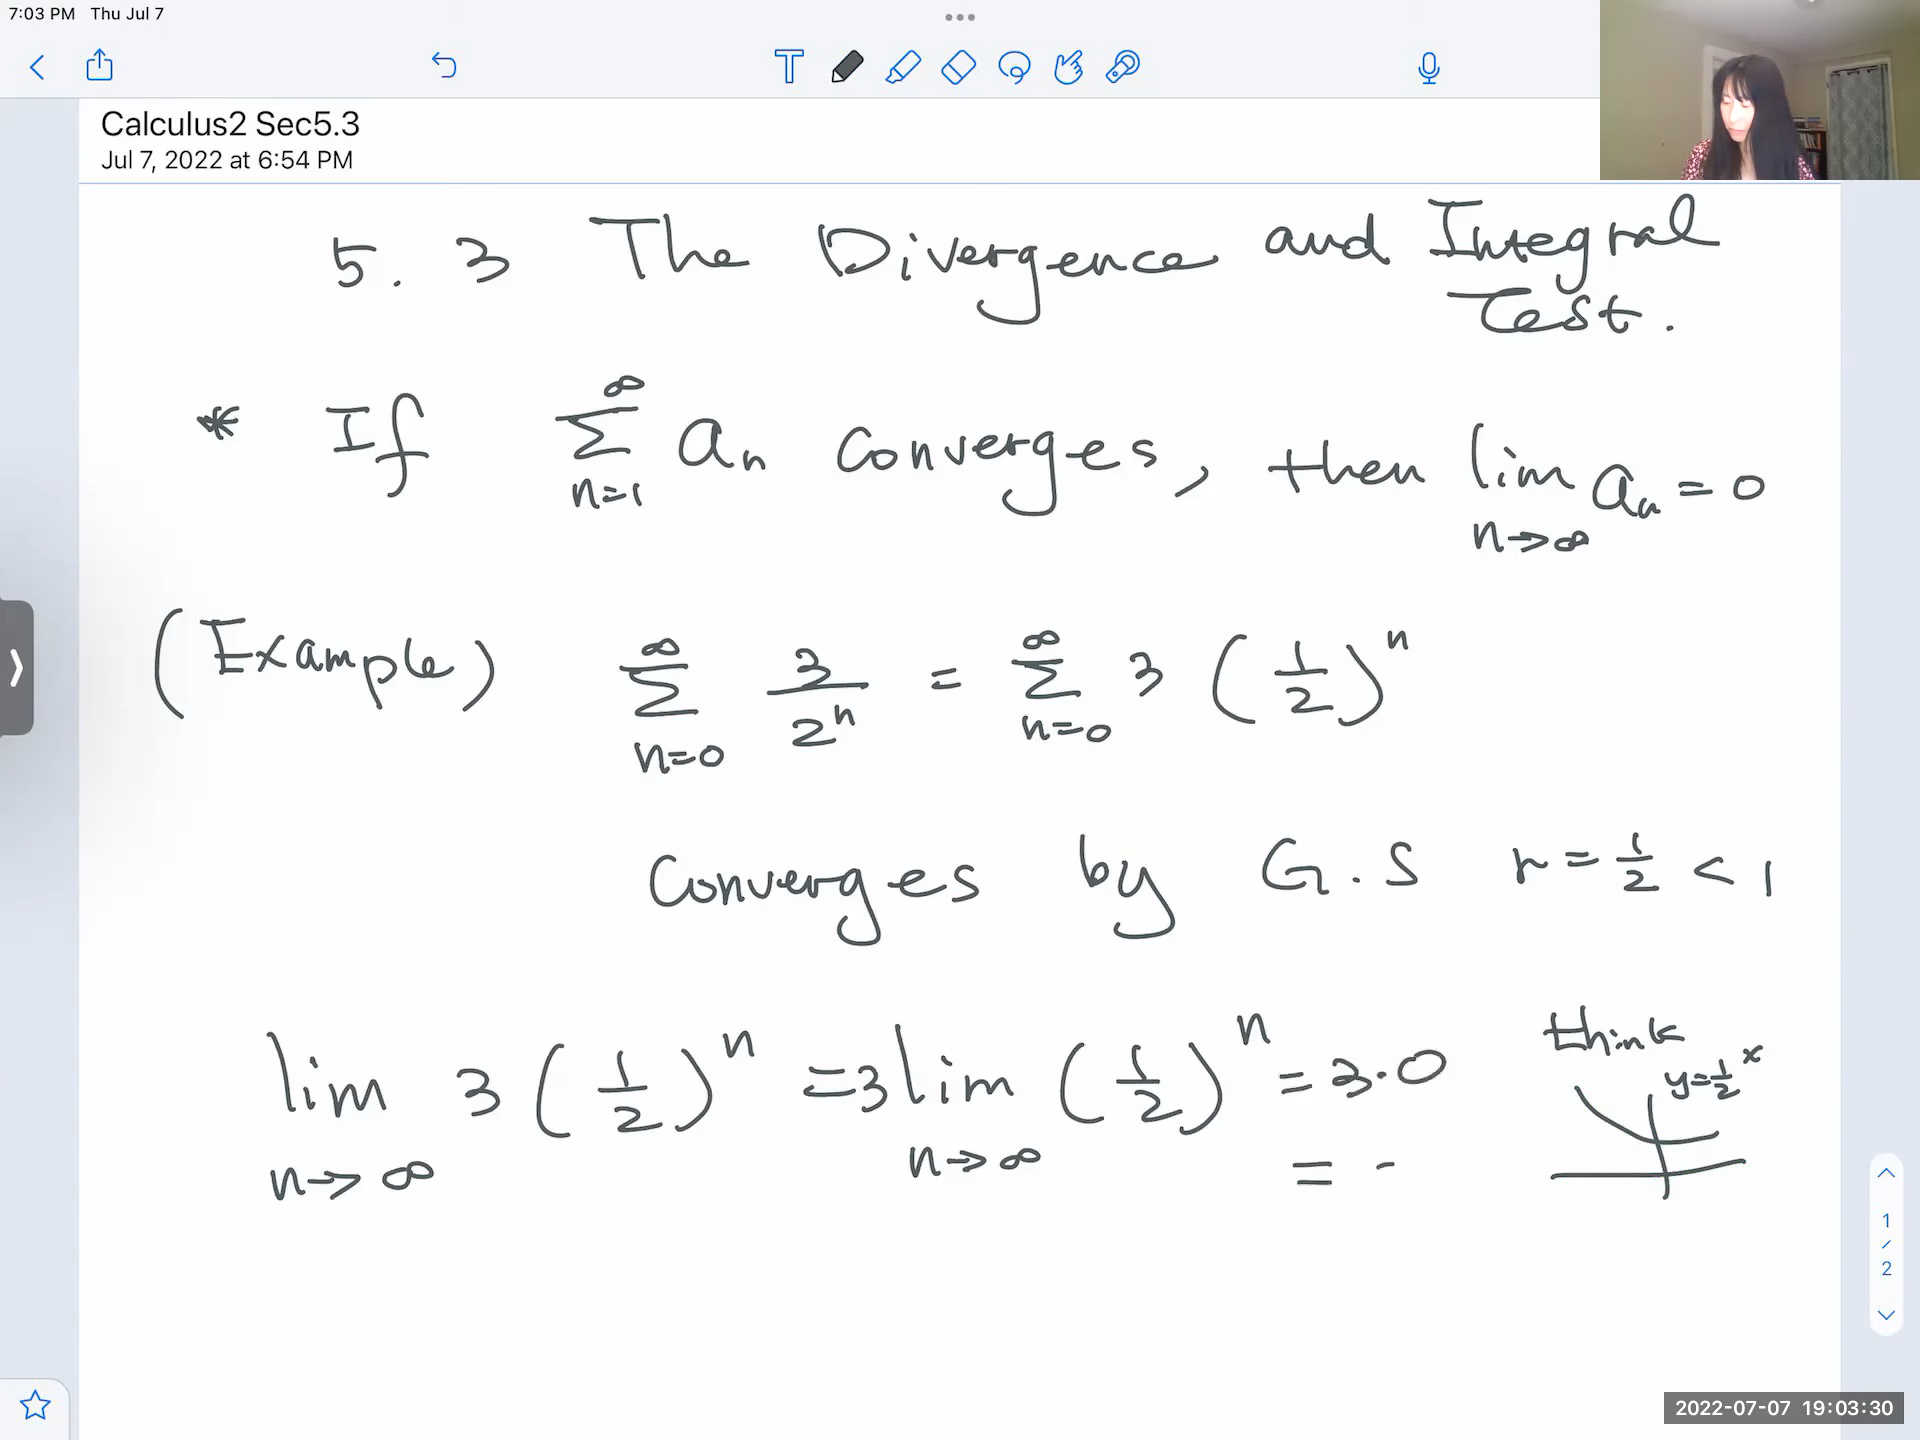 7:03 PM Thu Jul 7
Calculus2 Sec5.3
Jul 7, 2022 at 6:54 PM
5.3 The Divergence and Integral
Test.
* If ∑_{n=1}^{∞} a_n converges, then lim_{n→∞} a_n = 0
(Example) ∑_{n=0}^{∞} 3/2^n = ∑_{n=0}^{∞} 3 (1/2)^n
Converges by G.S r = 1/2 < 1
lim_{n→∞} 3 (1/2)^n = 3 lim_{n→∞} (1/2)^n = 3·0
=
think
y = 1/2^x
1
/
2
2022-07-07 19:03:30